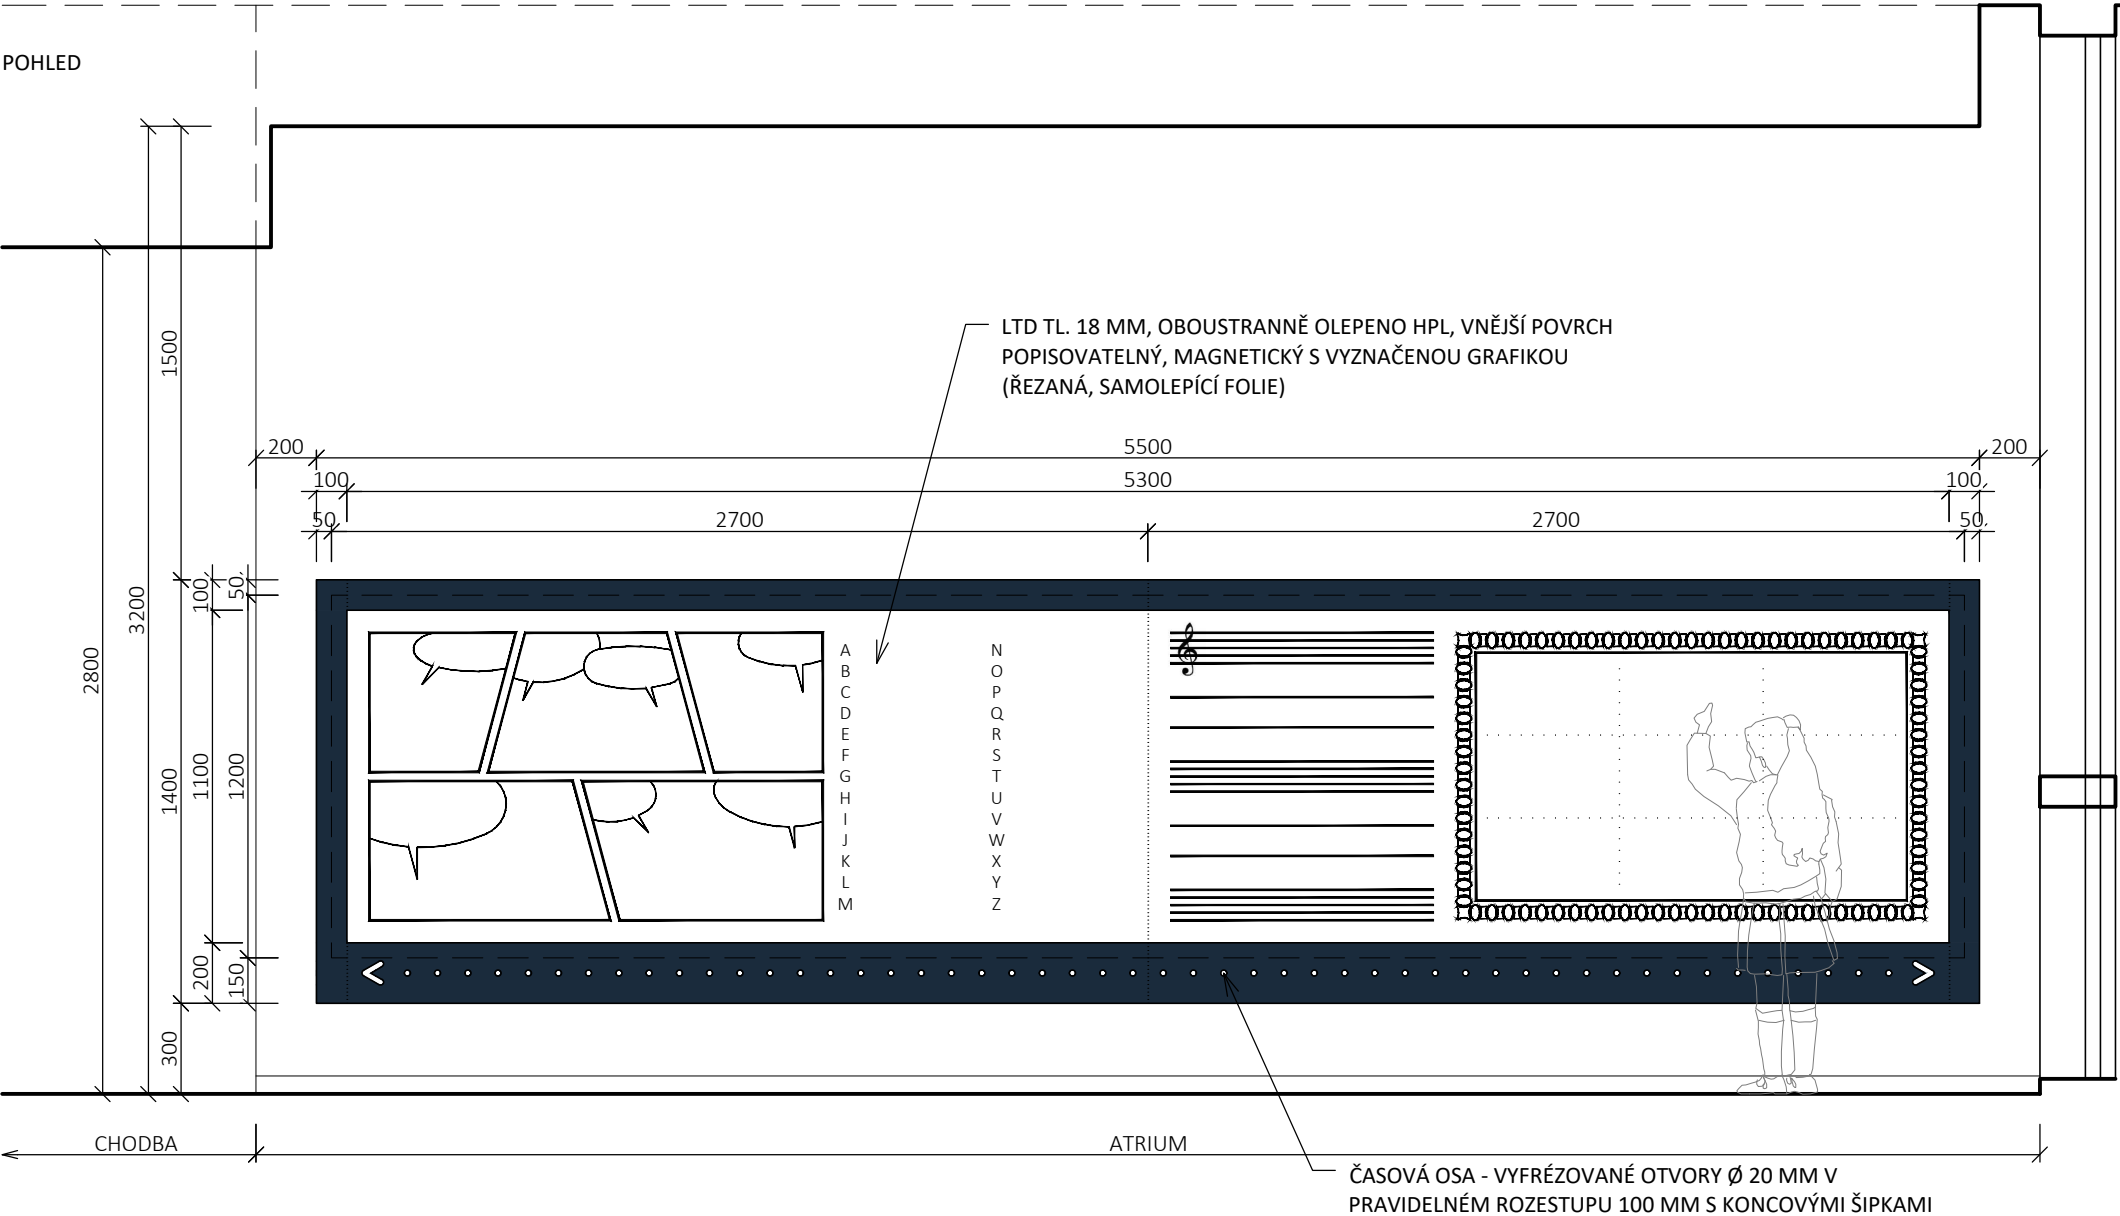 POHLED
LTD TL. 18 MM, OBOUSTRANNĚ OLEPENO HPL, VNĚJŠÍ POVRCH
POPISOVATELNÝ, MAGNETICKÝ S VYZNAČENOU GRAFIKOU
(ŘEZANÁ, SAMOLEPÍCÍ FOLIE)
200 5500 200
100 5300 100
50 2700 2700 50
2800
3200
1500
1400
300
100
1100
200
50
1200
150
A N
B O
C P
D Q
E R
F S
G T
H U
I V
J W
K X
L Y
M Z
< >
CHODBA ATRIUM
ČASOVÁ OSA - VYFRÉZOVANÉ OTVORY Ø 20 MM V
PRAVIDELNÉM ROZESTUPU 100 MM S KONCOVÝMI ŠIPKAMI